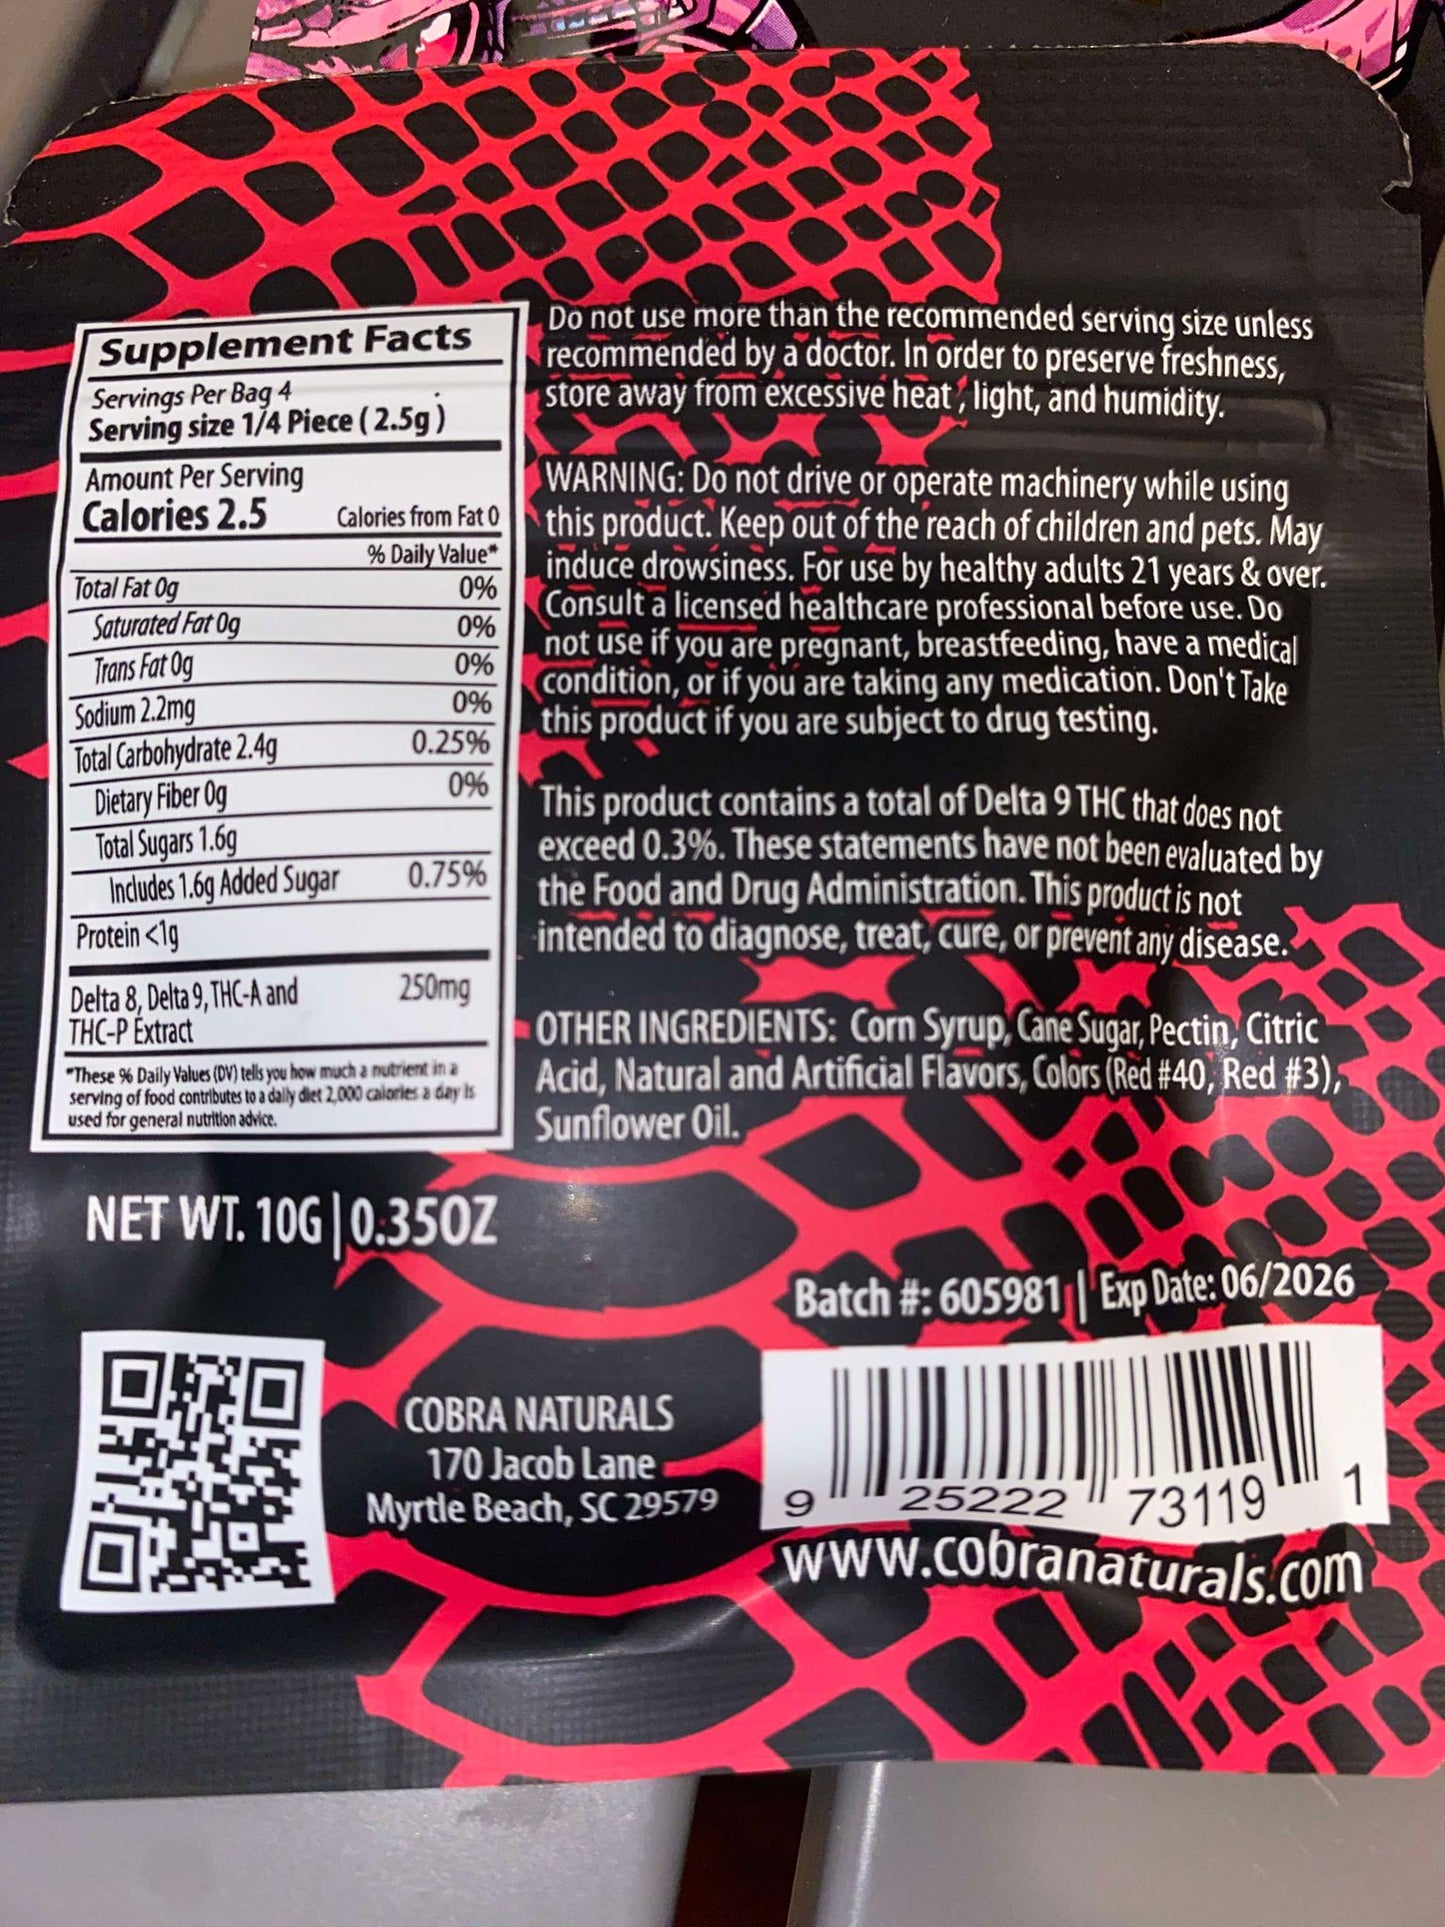 Supplement Facts
Servings Per Bag 4
Serving size 1/4 Piece ( 2.5g )
Amount Per Serving
Calories 2.5 Calories from Fat 0
% Daily Value*
Total Fat 0g 0%
Saturated Fat 0g 0%
Trans Fat 0g 0%
Sodium 2.2mg 0%
Total Carbohydrate 2.4g 0.25%
Dietary Fiber 0g 0%
Total Sugars 1.6g
Includes 1.6g Added Sugar 0.75%
Protein <1g
Delta 8, Delta 9, THC-A and 250mg
THC-P Extract
*These % Daily Values (DV) tells you how much a nutrient in a
serving of food contributes to a daily diet 2,000 calories a day is
used for general nutrition advice.
Do not use more than the recommended serving size unless
recommended by a doctor. In order to preserve freshness,
store away from excessive heat , light, and humidity.
WARNING: Do not drive or operate machinery while using
this product. Keep out of the reach of children and pets. May
induce drowsiness. For use by healthy adults 21 years & over.
Consult a licensed healthcare professional before use. Do
not use if you are pregnant, breastfeeding, have a medical
condition, or if you are taking any medication. Don't Take
this product if you are subject to drug testing.
This product contains a total of Delta 9 THC that does not
exceed 0.3%. These statements have not been evaluated by
the Food and Drug Administration. This product is not
intended to diagnose, treat, cure, or prevent any disease.
OTHER INGREDIENTS: Corn Syrup, Cane Sugar, Pectin, Citric
Acid, Natural and Artificial Flavors, Colors (Red #40, Red #3),
Sunflower Oil.
NET WT. 10G | 0.35OZ
Batch #: 605981 | Exp Date: 06/2026
COBRA NATURALS
170 Jacob Lane
Myrtle Beach, SC 29579
9 25222 73119 1
www.cobranaturals.com